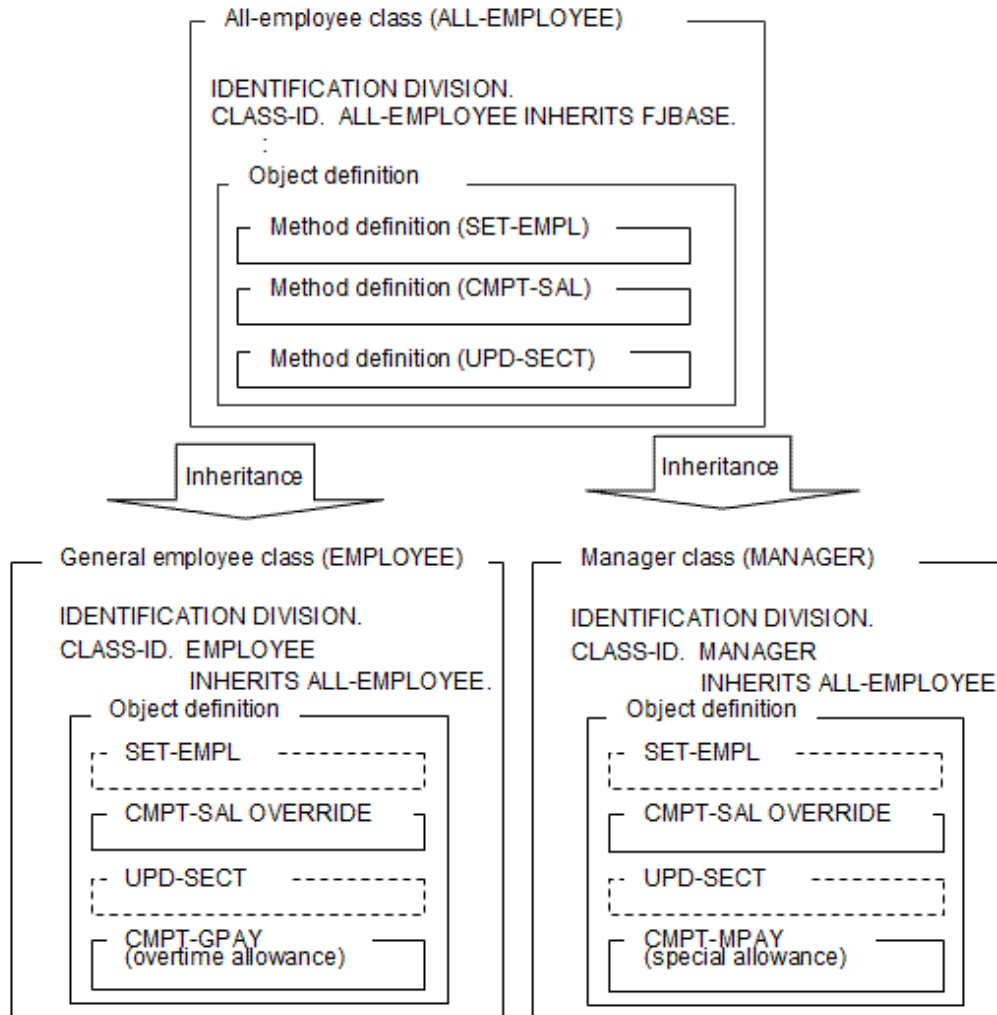 All-employee class (ALL-EMPLOYEE)
IDENTIFICATION DIVISION.
CLASS-ID. ALL-EMPLOYEE INHERITS FJBASE.
:
Object definition
Method definition (SET-EMPL)
Method definition (CMPT-SAL)
Method definition (UPD-SECT)
Inheritance
Inheritance
General employee class (EMPLOYEE)
IDENTIFICATION DIVISION.
CLASS-ID. EMPLOYEE
INHERITS ALL-EMPLOYEE.
Object definition
SET-EMPL
CMPT-SAL OVERRIDE
UPD-SECT
CMPT-GPAY
(overtime allowance)
Manager class (MANAGER)
IDENTIFICATION DIVISION.
CLASS-ID. MANAGER
INHERITS ALL-EMPLOYEE
Object definition
SET-EMPL
CMPT-SAL OVERRIDE
UPD-SECT
CMPT-MPAY
(special allowance)